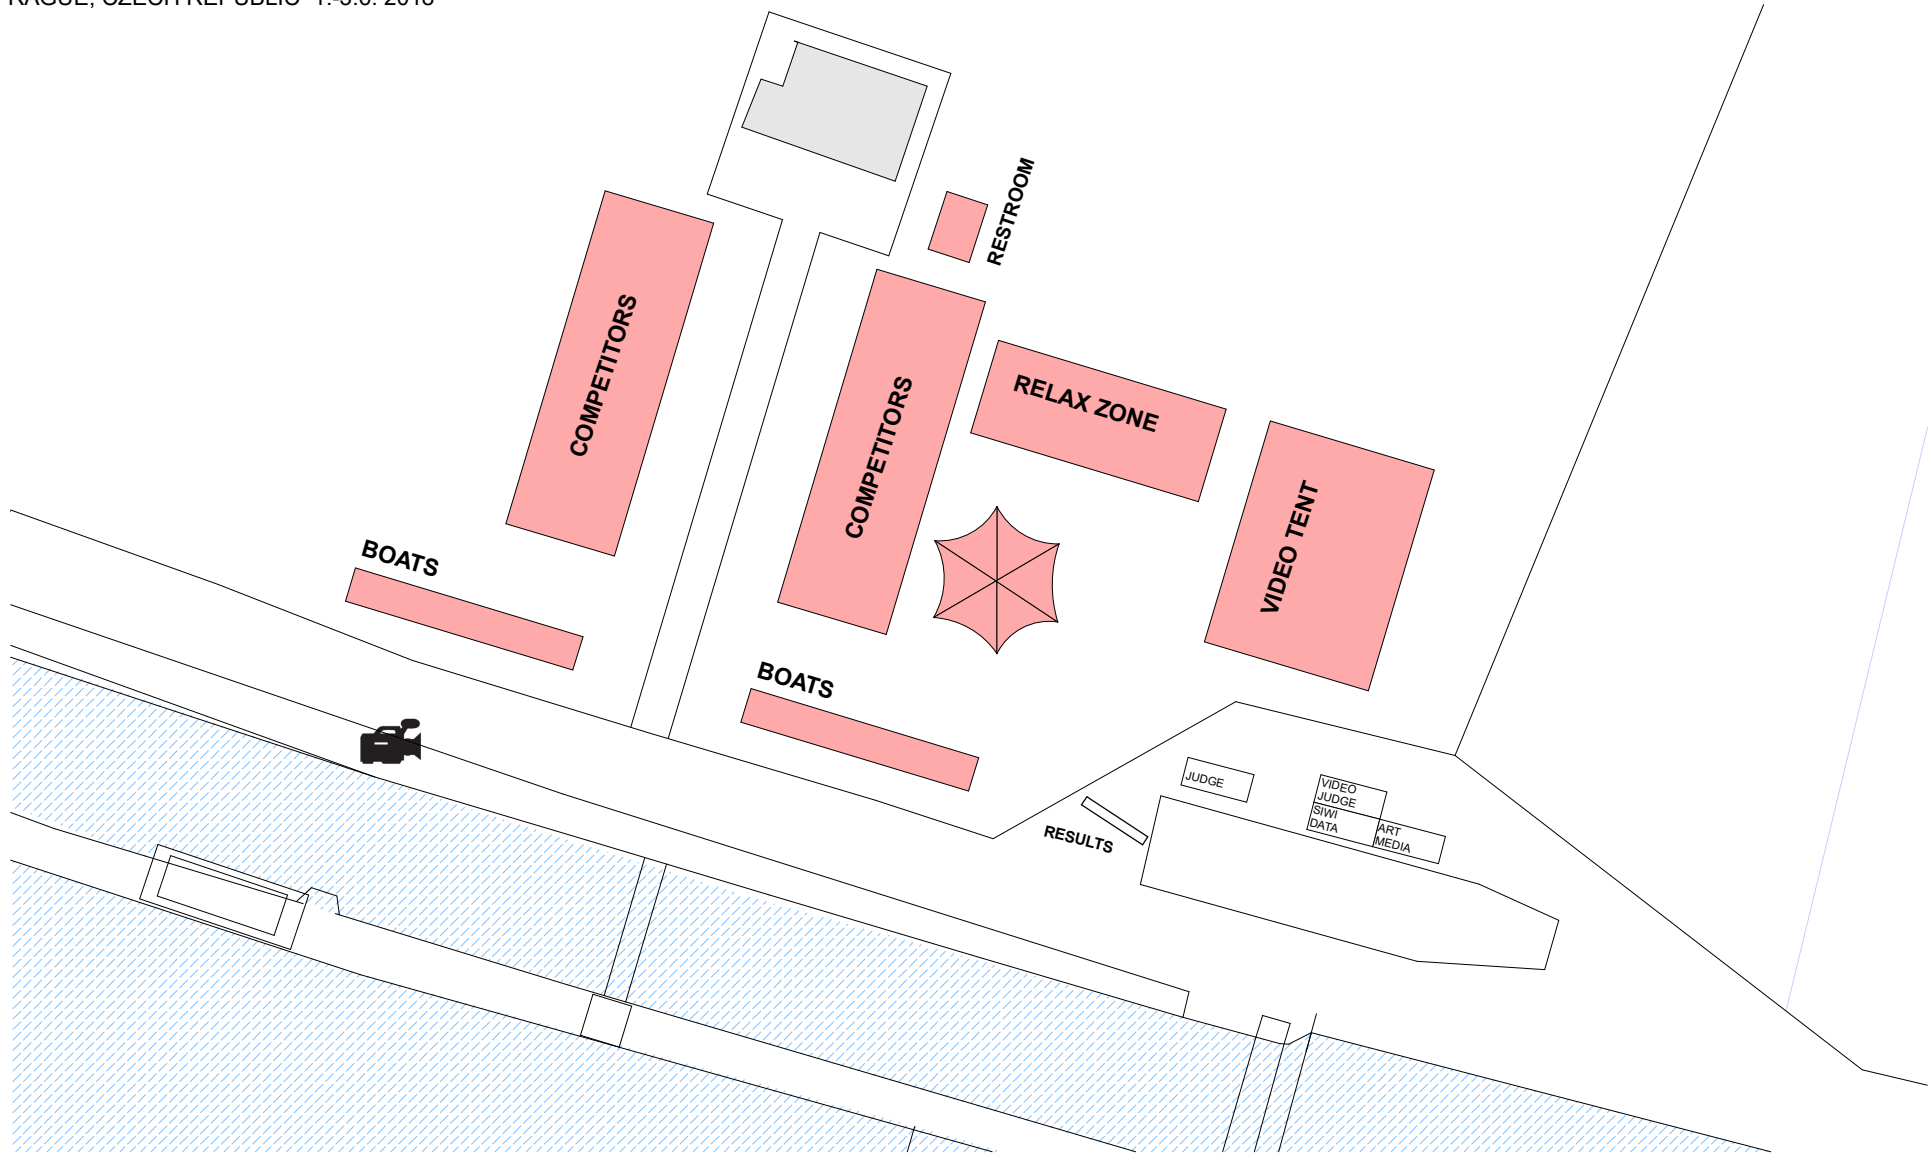 RESTROOM
COMPETITORS
COMPETITORS
RELAX ZONE
VIDEO TENT
BOATS
BOATS
JUDGE
VIDEO
JUDGE
SIWI
DATA
ART
MEDIA
RESULTS